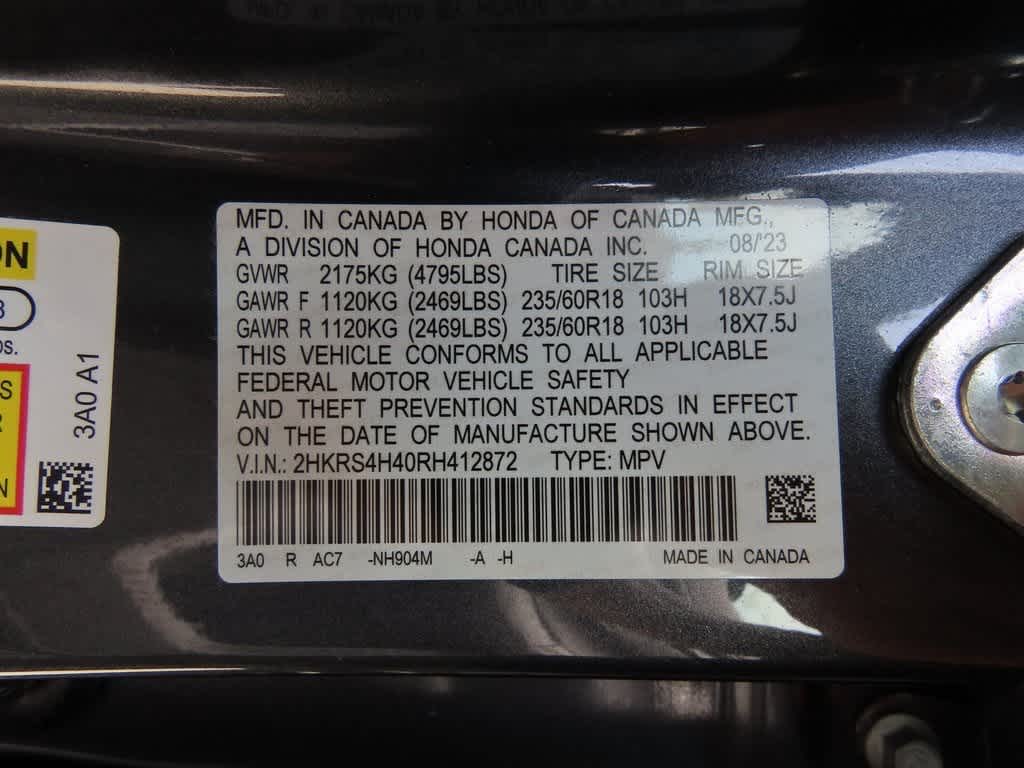 MFD. IN CANADA BY HONDA OF CANADA MFG.,
A DIVISION OF HONDA CANADA INC. 08/'23
GVWR 2175KG (4795LBS) TIRE SIZE RIM SIZE
GAWR F 1120KG (2469LBS) 235/60R18 103H 18X7.5J
GAWR R 1120KG (2469LBS) 235/60R18 103H 18X7.5J
THIS VEHICLE CONFORMS TO ALL APPLICABLE
FEDERAL MOTOR VEHICLE SAFETY
AND THEFT PREVENTION STANDARDS IN EFFECT
ON THE DATE OF MANUFACTURE SHOWN ABOVE.
V.I.N.: 2HKRS4H40RH412872 TYPE: MPV
3A0 R AC7 -NH904M -A -H MADE IN CANADA
3A0 A1